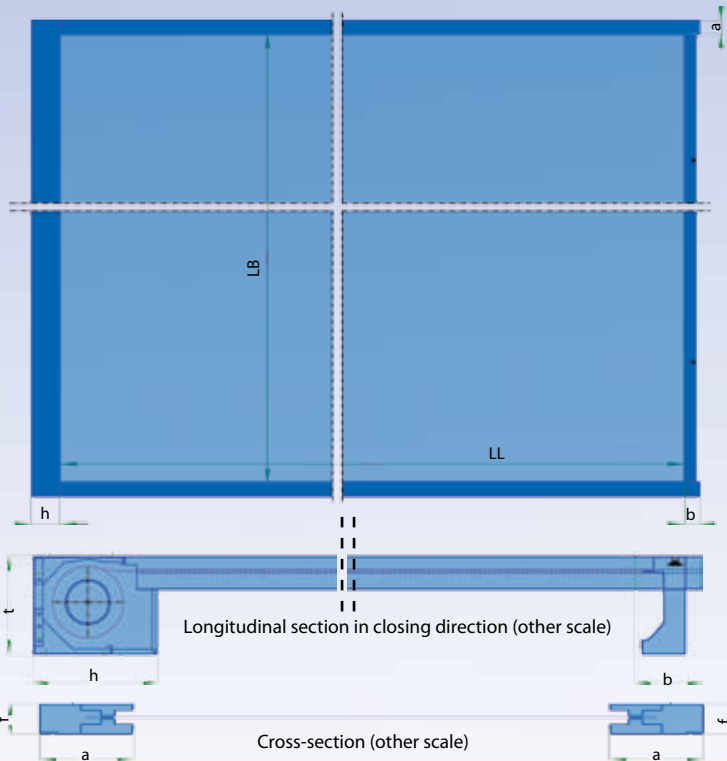 a
LB
LL
h
b
t
Longitudinal section in closing direction (other scale)
h
b
f
f
Cross-section (other scale)
a
a